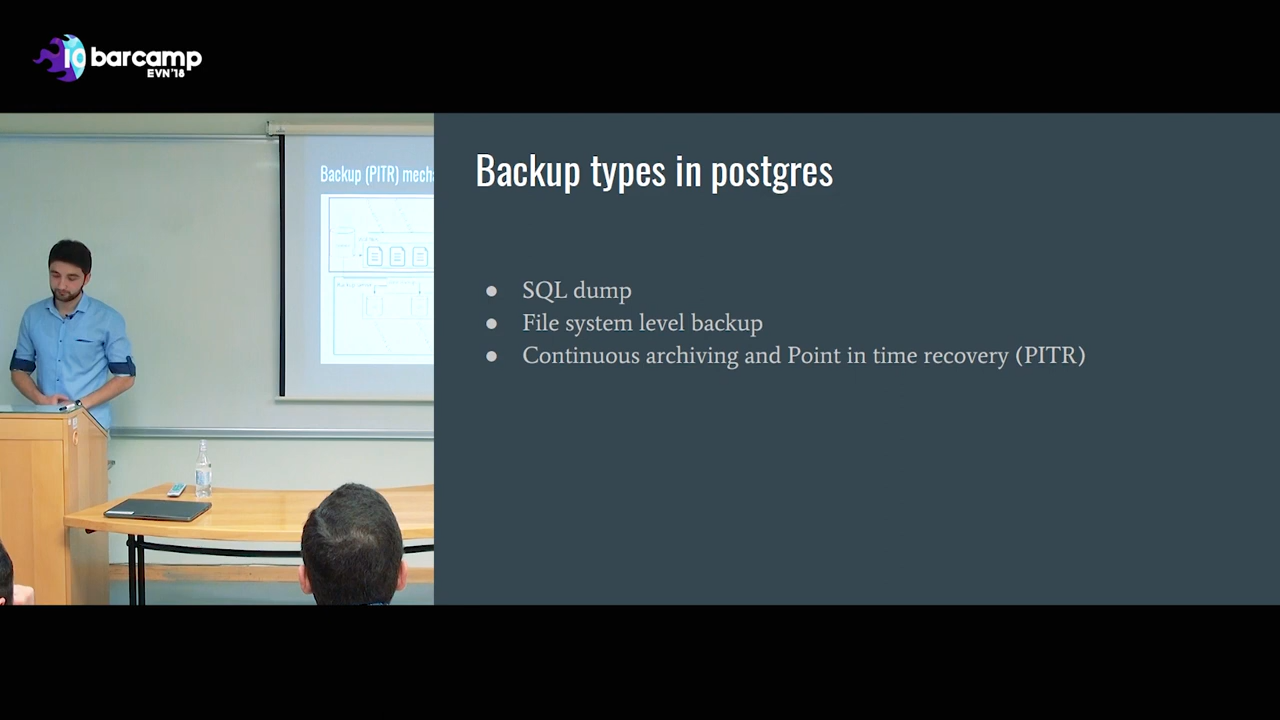 10 barcamp
EVN'18
Backup (PITR) mech
Backup types in postgres
● SQL dump
● File system level backup
● Continuous archiving and Point in time recovery (PITR)